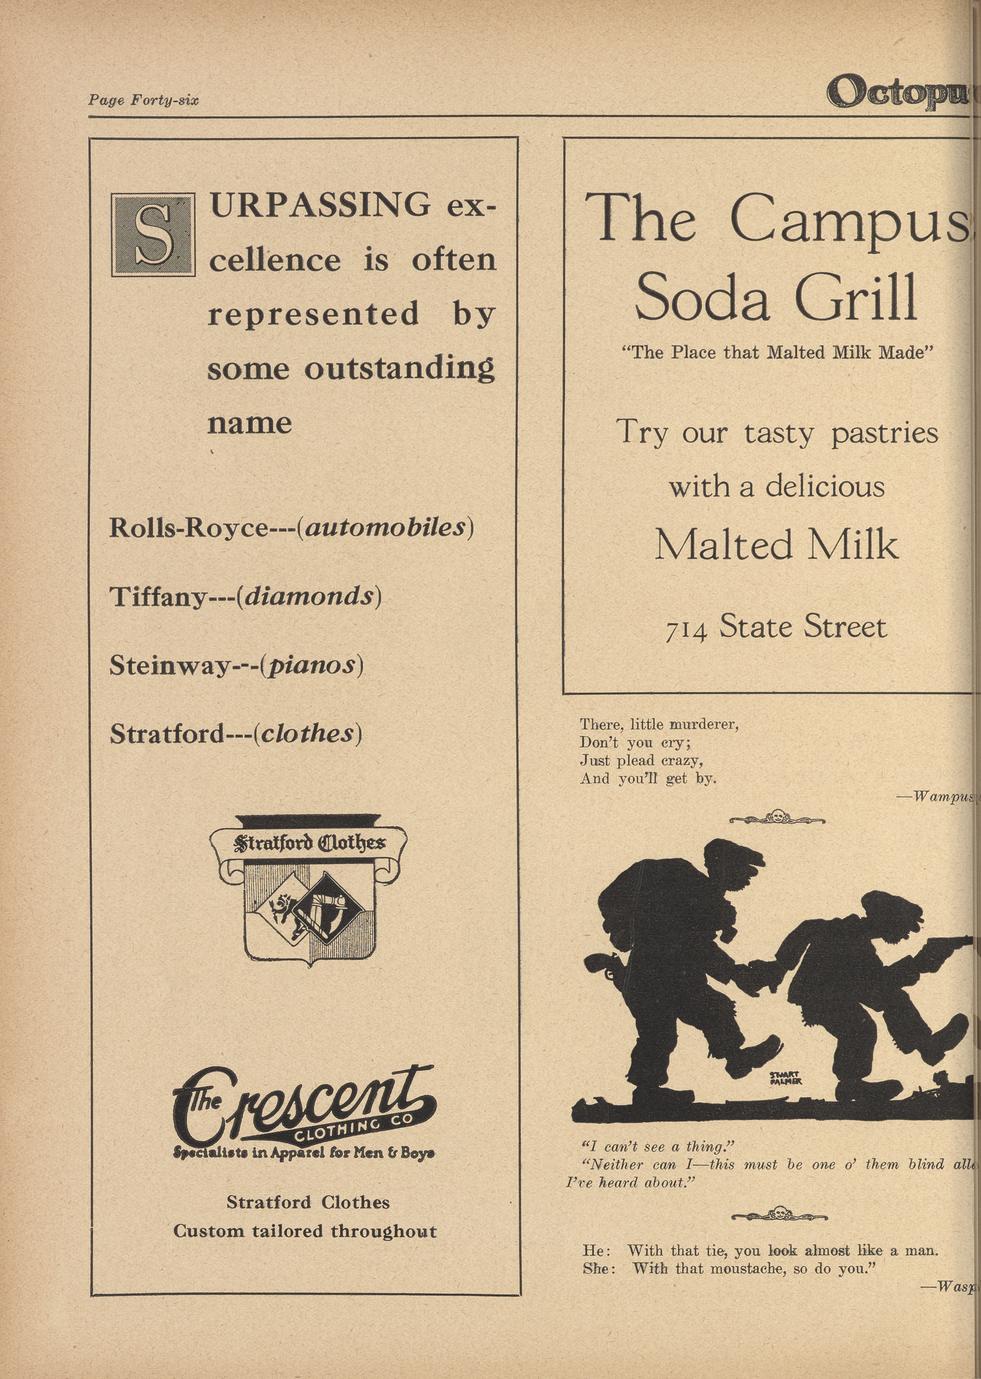 Page Forty-six
Octopu
SURPASSING ex-
cellence is often
represented by
some outstanding
name
Rolls-Royce---(automobiles)
Tiffany---(diamonds)
Steinway---(pianos)
Stratford---(clothes)
Stratford Clothes
The Crescent
CLOTHING CO
Specialists in Apparel for Men & Boys
Stratford Clothes
Custom tailored throughout
The Campus
Soda Grill
“The Place that Malted Milk Made”
Try our tasty pastries
with a delicious
Malted Milk
714 State Street
There, little murderer,
Don't you cry;
Just plead crazy,
And you'll get by.
—Wampus
STUART
PALMER
“I can't see a thing.”
“Neither can I—this must be one o' them blind alle
I've heard about.”
He: With that tie, you look almost like a man.
She: With that moustache, so do you.”
—Wasp